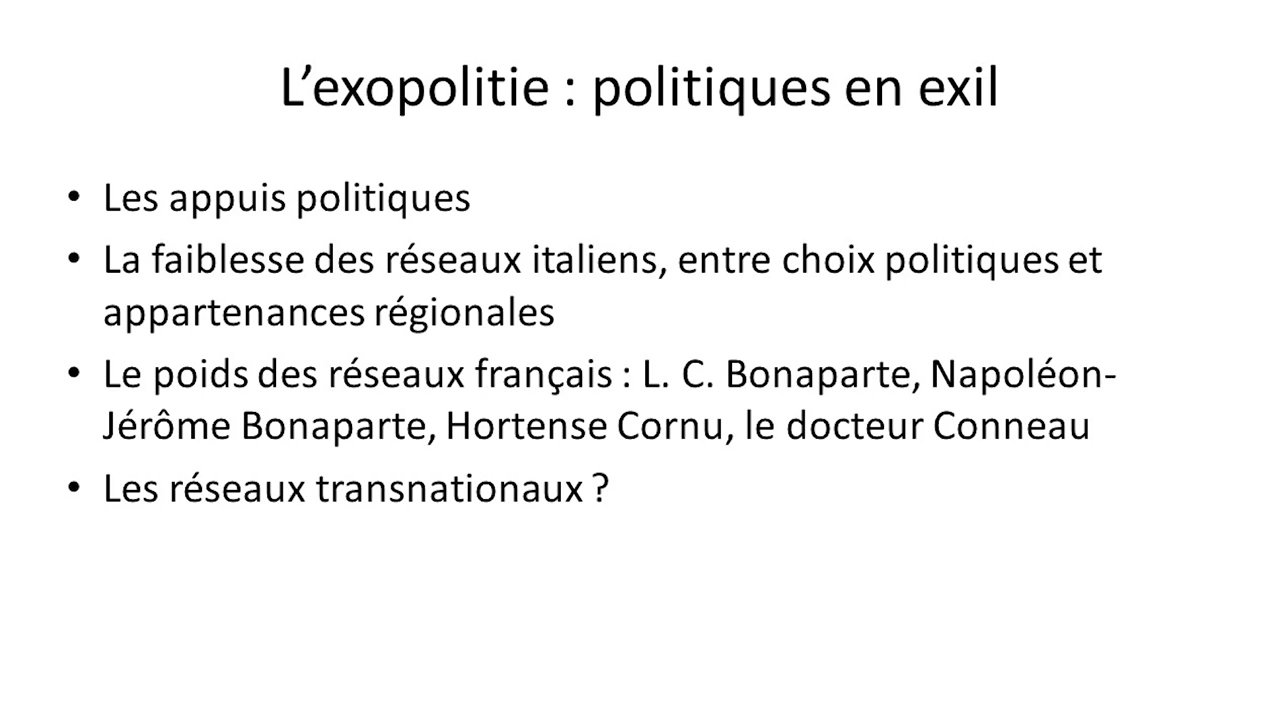 L’exopolitie : politiques en exil
• Les appuis politiques
• La faiblesse des réseaux italiens, entre choix politiques et
appartenances régionales
• Le poids des réseaux français : L. C. Bonaparte, Napoléon-
Jérôme Bonaparte, Hortense Cornu, le docteur Conneau
• Les réseaux transnationaux ?